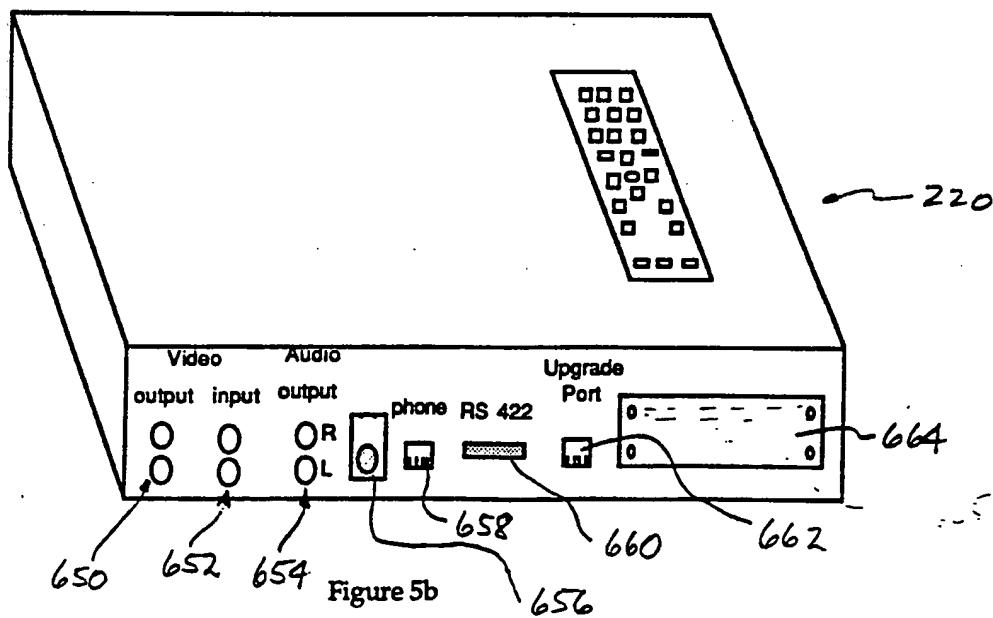 220
Video
Audio
output input output
Upgrade
Port
phone RS 422
R
L
664
658
660
662
650
652
654
656
Figure 5b